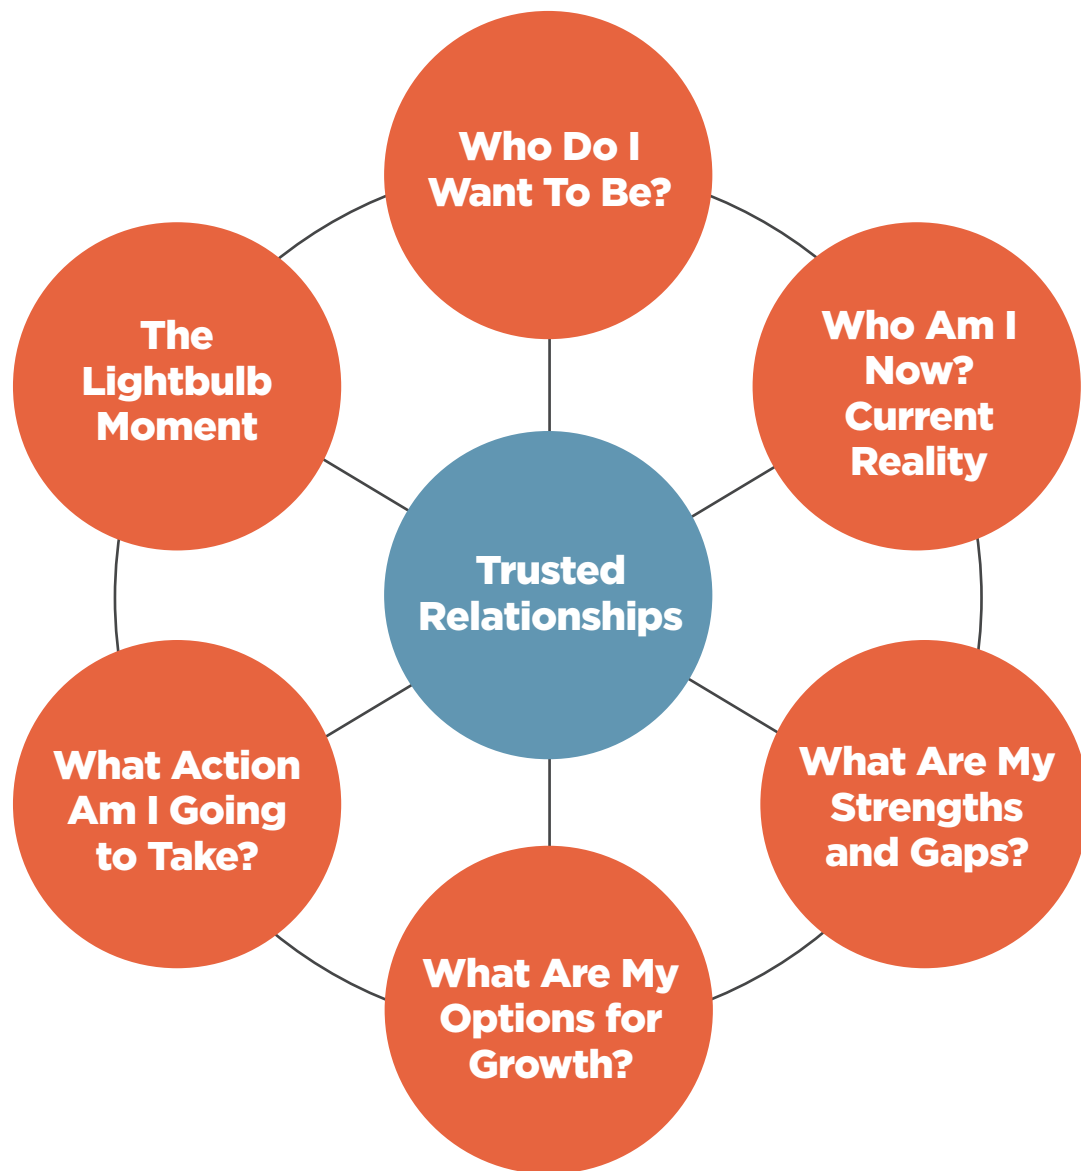 Who Do I
Want To Be?
Who Am I
Now?
Current
Reality
What Are My
Strengths
and Gaps?
What Are My
Options for
Growth?
What Action
Am I Going
to Take?
The
Lightbulb
Moment
Trusted
Relationships